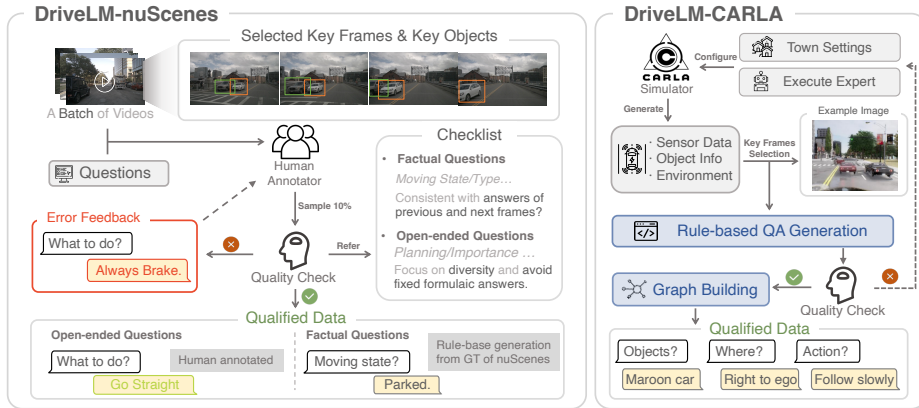 DriveLM-nuScenes
Selected Key Frames & Key Objects
A Batch of Videos
Questions
Human
Annotator
Sample 10%
Checklist
• Factual Questions
Moving State/Type…
Consistent with answers of
previous and next frames?
• Open-ended Questions
Planning/Importance …
Focus on diversity and avoid
fixed formulaic answers.
Error Feedback
What to do?
Always Brake.
Refer
Quality Check
Qualified Data
Open-ended Questions
What to do?
Human annotated
Go Straight
Factual Questions
Moving state?
Rule-base generation
from GT of nuScenes
Parked.
DriveLM-CARLA
CARLA
Simulator
Configure
Town Settings
Execute Expert
Generate
· Sensor Data
· Object Info
· Environment
Key Frames
Selection
Example Image
Rule-based QA Generation
Graph Building
Quality Check
Qualified Data
Objects?
Where?
Action?
Maroon car
Right to ego
Follow slowly